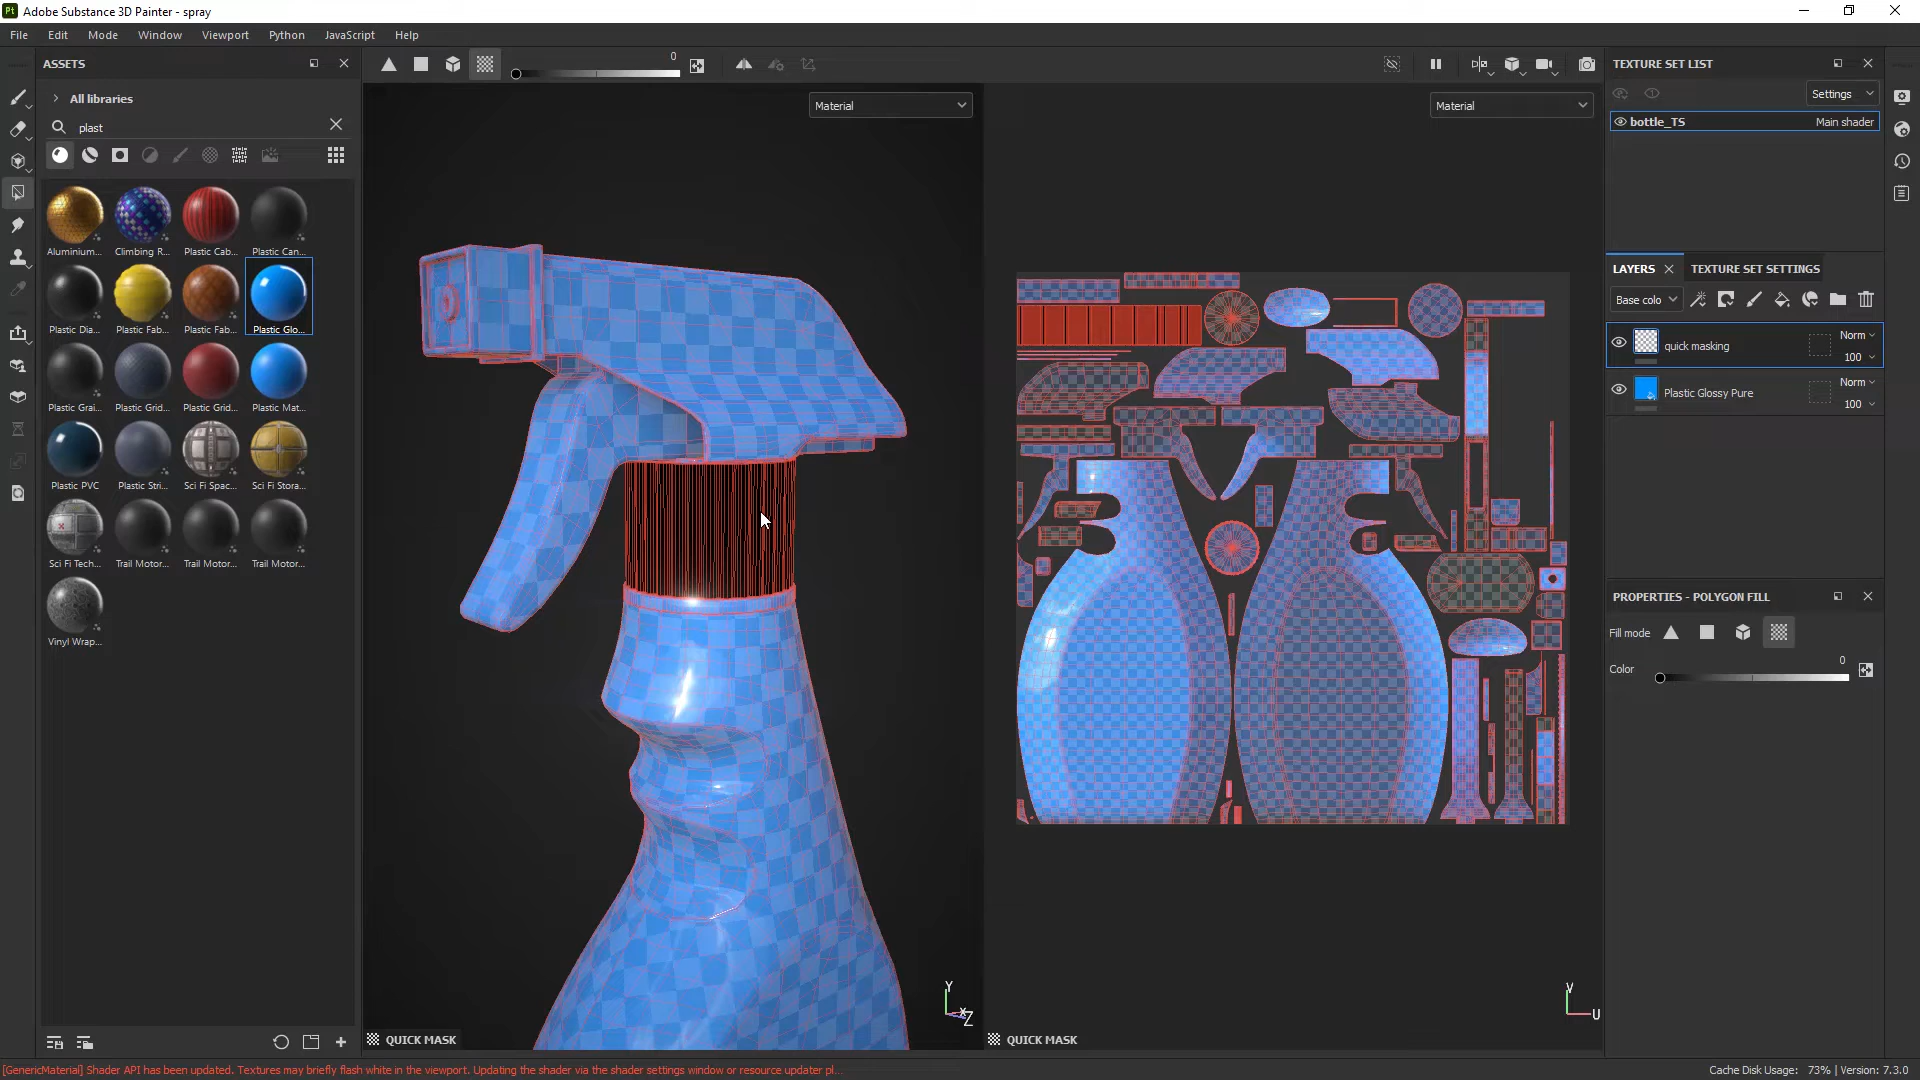 Pt Adobe Substance 3D Painter - spray
File Edit Mode Window Viewport Python JavaScript Help
ASSETS
All libraries
plast
Aluminium... Climbing R... Plastic Cab... Plastic Can...
Plastic Dia... Plastic Fab... Plastic Fab... Plastic Glo...
Plastic Grai... Plastic Grid... Plastic Grid... Plastic Mat...
Plastic PVC Plastic Stri... Sci Fi Spac... Sci Fi Stora...
Sci Fi Tech... Trail Motor... Trail Motor... Trail Motor...
Vinyl Wrap...
0
Material
Y
X
Z
QUICK MASK
Material
V
U
QUICK MASK
TEXTURE SET LIST
Settings
bottle_TS Main shader
LAYERS TEXTURE SET SETTINGS
Base colo
quick masking Norm
100
Plastic Glossy Pure Norm
100
PROPERTIES - POLYGON FILL
Fill mode
Color 0
[GenericMaterial] Shader API has been updated. Textures may briefly flash white in the viewport. Updating the shader via the shader settings window or resource updater pl...
Cache Disk Usage: 73% | Version: 7.3.0